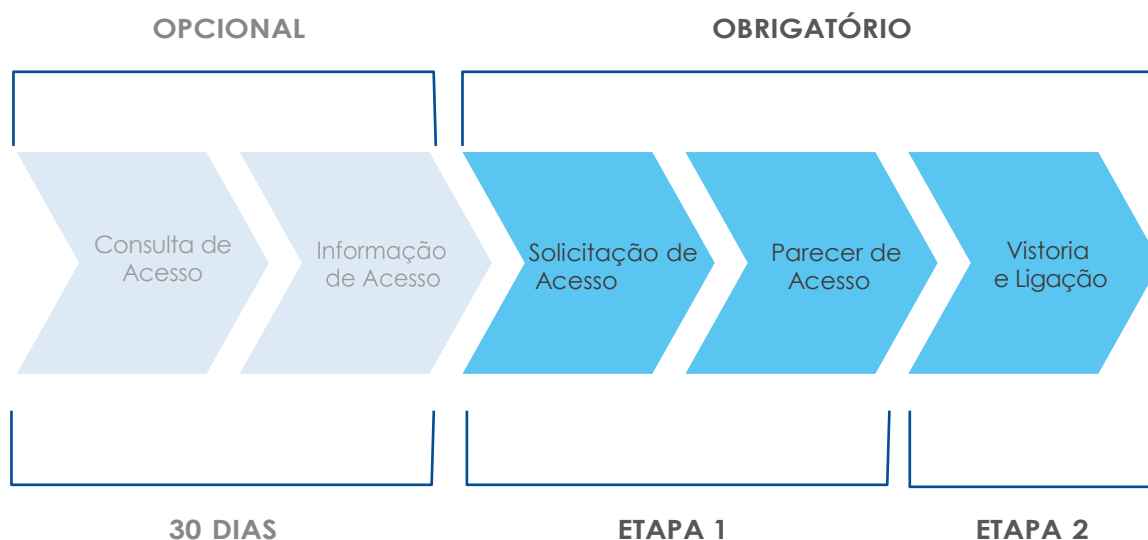 OPCIONAL
OBRIGATÓRIO
Consulta de
Acesso
Informação
de Acesso
Solicitação de
Acesso
Parecer de
Acesso
Vistoria
e Ligação
30 DIAS
ETAPA 1
ETAPA 2